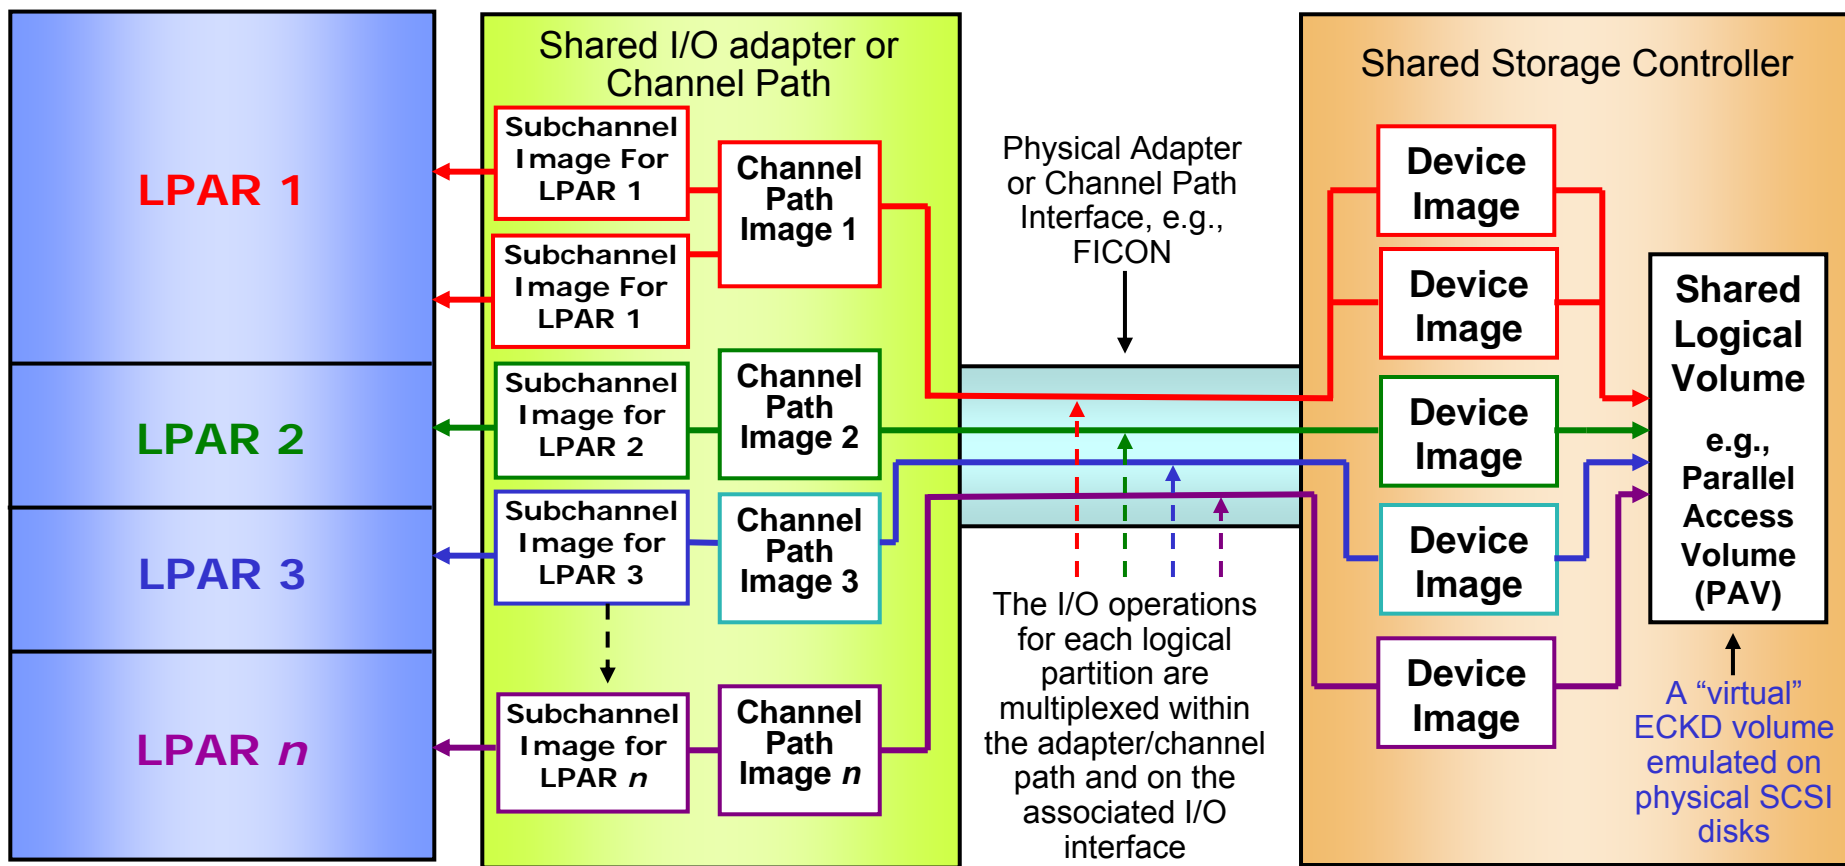 LPAR 1
LPAR 2
LPAR 3
LPAR n
Shared I/O adapter or
Channel Path
Subchannel
Image For
LPAR 1
Subchannel
Image For
LPAR 1
Channel
Path
Image 1
Subchannel
Image for
LPAR 2
Channel
Path
Image 2
Subchannel
Image for
LPAR 3
Channel
Path
Image 3
Subchannel
Image for
LPAR n
Channel
Path
Image n
Physical Adapter
or Channel Path
Interface, e.g.,
FICON
The I/O operations
for each logical
partition are
multiplexed within
the adapter/channel
path and on the
associated I/O
interface
Shared Storage Controller
Device
Image
Device
Image
Device
Image
Device
Image
Device
Image
Shared
Logical
Volume
e.g.,
Parallel
Access
Volume
(PAV)
A “virtual”
ECKD volume
emulated on
physical SCSI
disks